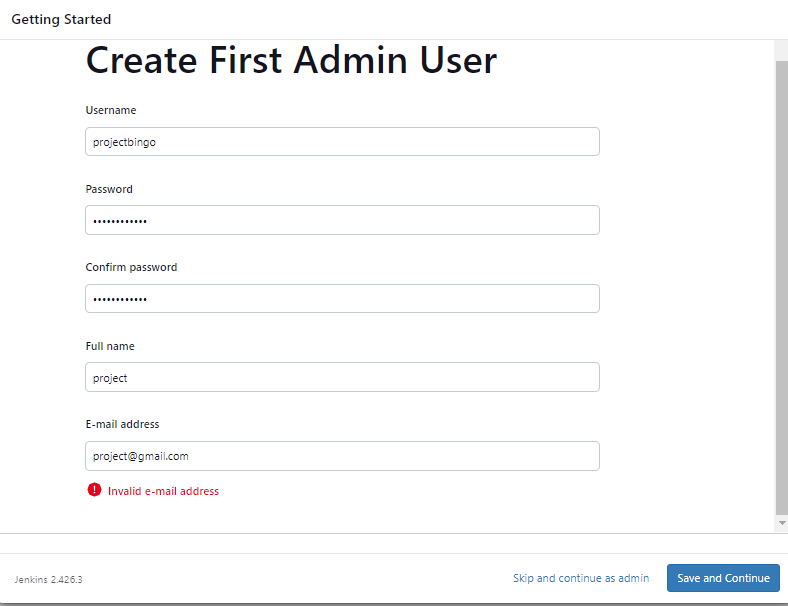 Getting Started
Create First Admin User
Username
projectbingo
Password
••••••••••••
Confirm password
••••••••••••
Full name
project
E-mail address
project@gmail.com
Invalid e-mail address
Jenkins 2.426.3
Skip and continue as admin
Save and Continue